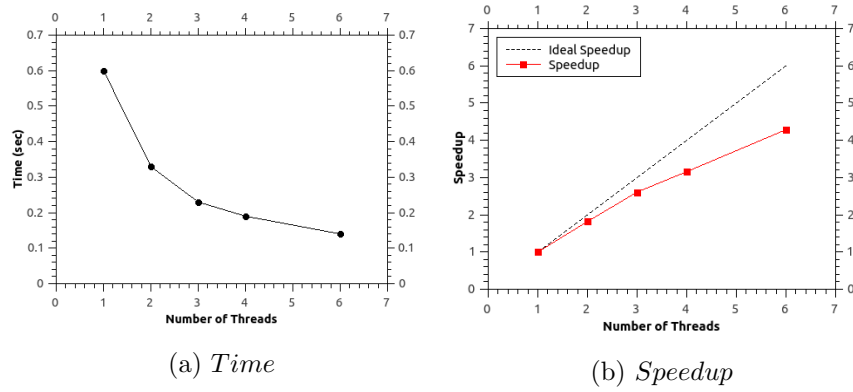 0 1 2 3 4 5 6 7
0.7 0.7
0.6 0.6
0.5 0.5
0.4 0.4
0.3 0.3
0.2 0.2
0.1 0.1
0 0
0 1 2 3 4 5 6 7
Time (sec)
Number of Threads
(a) Time
0 1 2 3 4 5 6 7
7 7
6 6
5 5
4 4
3 3
2 2
1 1
0 0
0 1 2 3 4 5 6 7
Ideal Speedup
Speedup
Speedup
Number of Threads
(b) Speedup